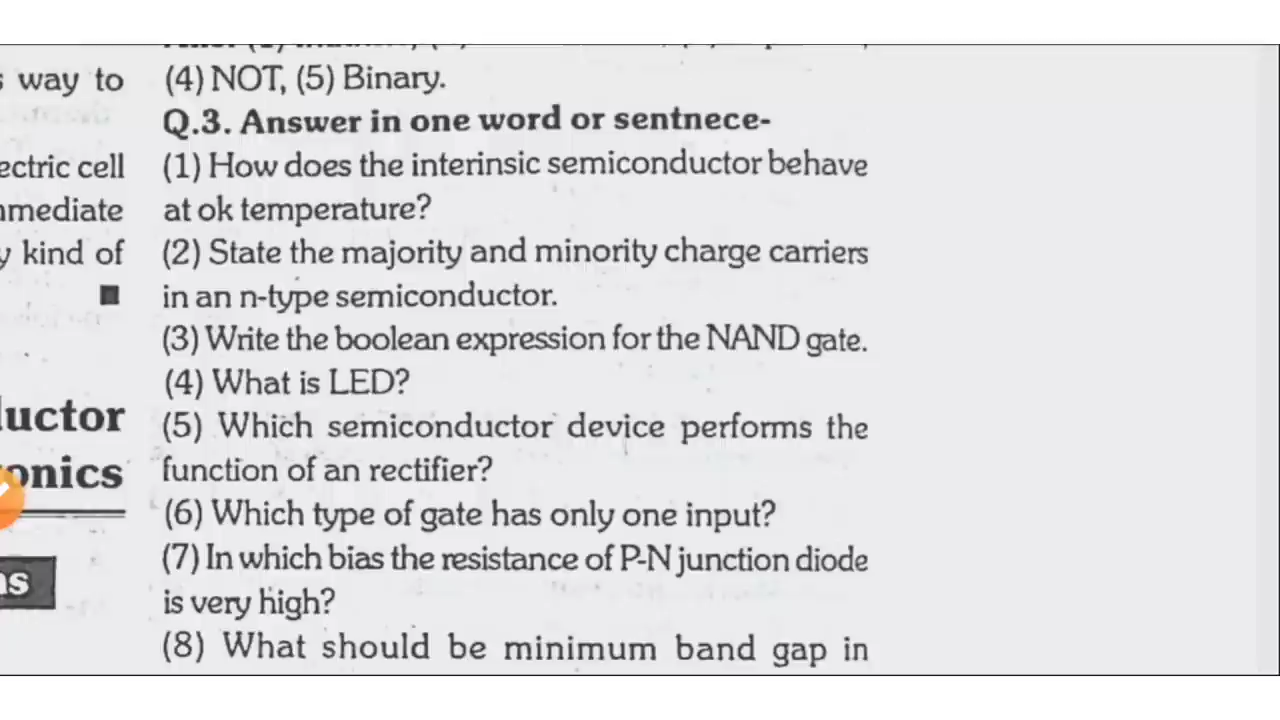 s way to
ectric cell
mmediate
y kind of
ductor
onics
ns
(4) NOT, (5) Binary.
Q.3. Answer in one word or sentnece-
(1) How does the interinsic semiconductor behave
at ok temperature?
(2) State the majority and minority charge carriers
in an n-type semiconductor.
(3) Write the boolean expression for the NAND gate.
(4) What is LED?
(5) Which semiconductor device performs the
function of an rectifier?
(6) Which type of gate has only one input?
(7) In which bias the resistance of P-N junction diode
is very high?
(8) What should be minimum band gap in